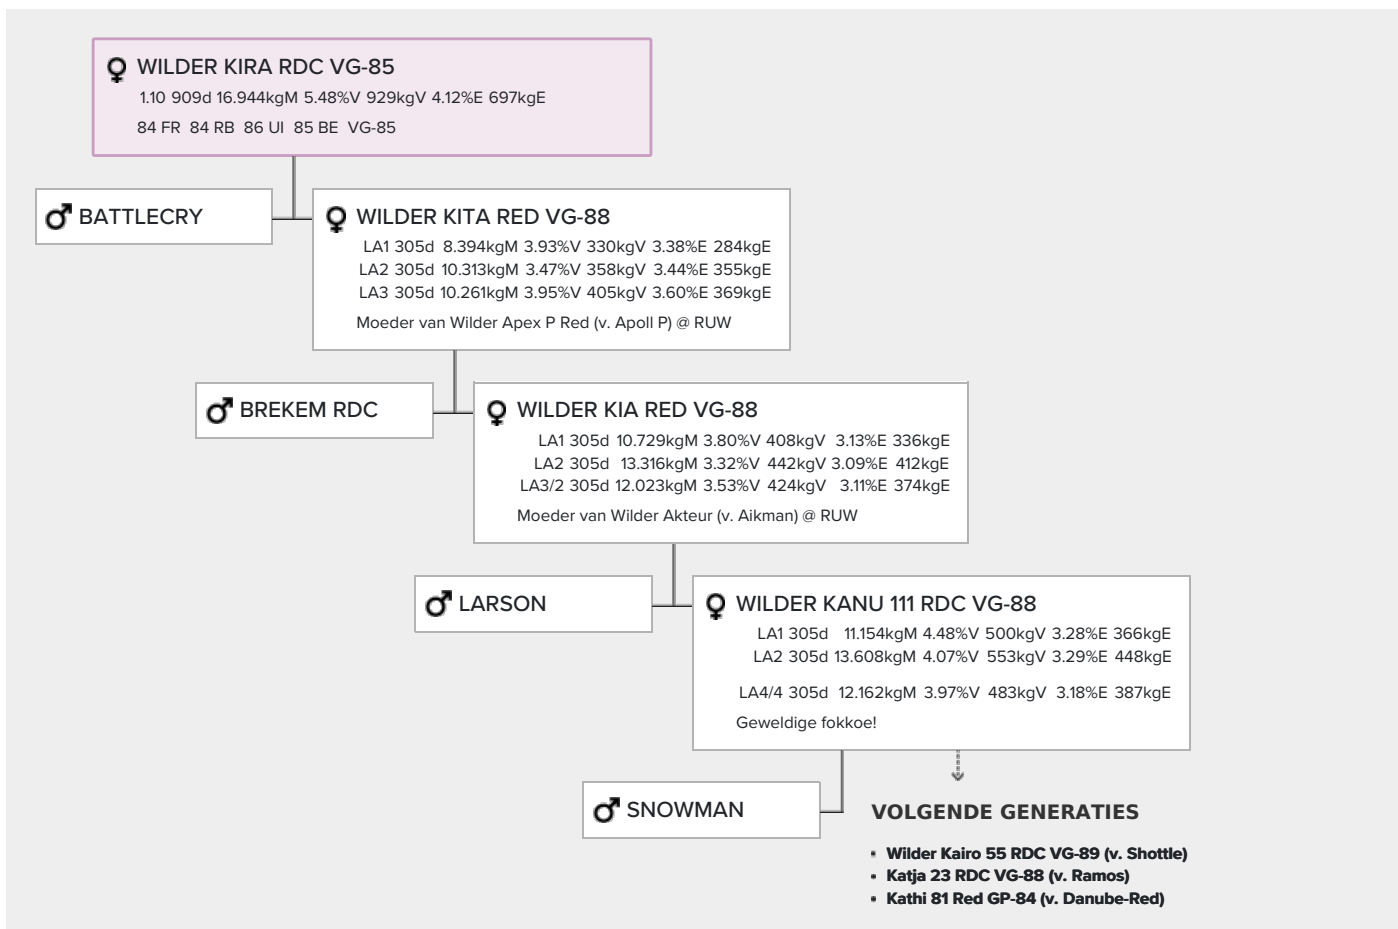 WILDER KIRA RDC VG-85
1.10 909d 16.944kgM 5.48%V 929kgV 4.12%E 697kgE
84 FR 84 RB 86 UI 85 BE VG-85
BATTLECRY
WILDER KITA RED VG-88
LA1 305d 8.394kgM 3.93%V 330kgV 3.38%E 284kgE
LA2 305d 10.313kgM 3.47%V 358kgV 3.44%E 355kgE
LA3 305d 10.261kgM 3.95%V 405kgV 3.60%E 369kgE
Moeder van Wilder Apex P Red (v. Apoll P) @ RUW
BREKEM RDC
WILDER KIA RED VG-88
LA1 305d 10.729kgM 3.80%V 408kgV 3.13%E 336kgE
LA2 305d 13.316kgM 3.32%V 442kgV 3.09%E 412kgE
LA3/2 305d 12.023kgM 3.53%V 424kgV 3.11%E 374kgE
Moeder van Wilder Akteur (v. Aikman) @ RUW
LARSON
WILDER KANU 111 RDC VG-88
LA1 305d 11.154kgM 4.48%V 500kgV 3.28%E 366kgE
LA2 305d 13.608kgM 4.07%V 553kgV 3.29%E 448kgE
LA4/4 305d 12.162kgM 3.97%V 483kgV 3.18%E 387kgE
Geweldige fokkoe!
SNOWMAN
VOLGENDE GENERATIES
Wilder Kairo 55 RDC VG-89 (v. Shottle)
Katja 23 RDC VG-88 (v. Ramos)
Kathi 81 Red GP-84 (v. Danube-Red)